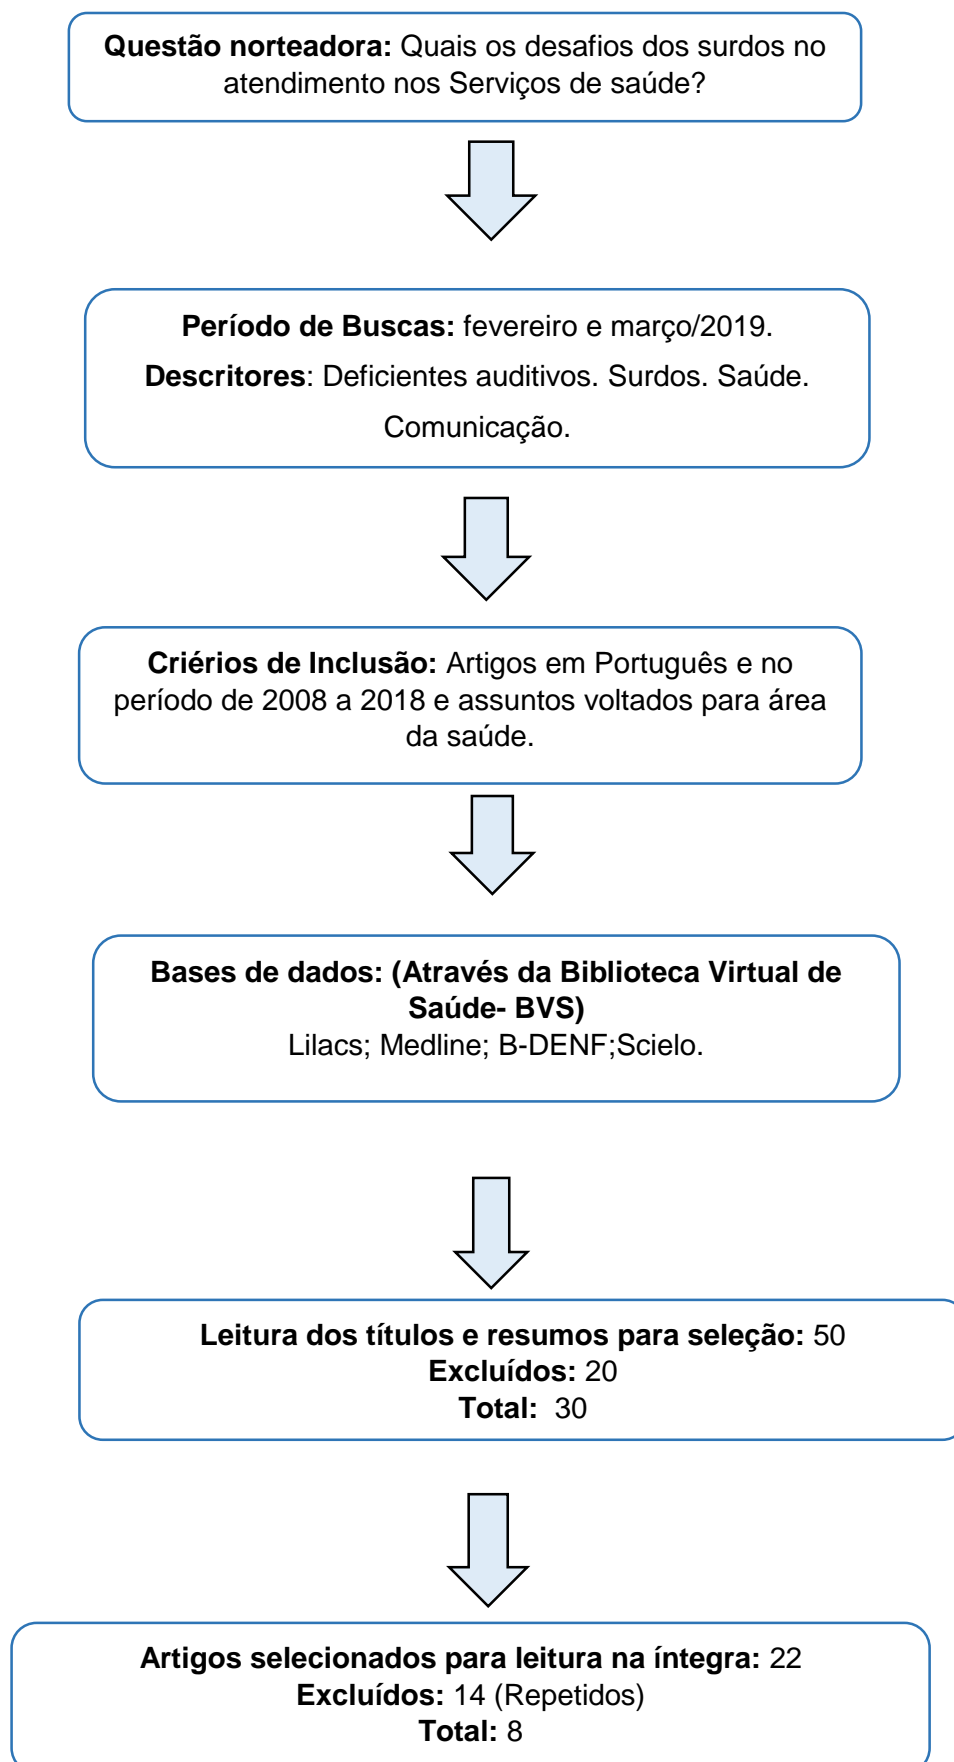 Questão norteadora: Quais os desafios dos surdos no
atendimento nos Serviços de saúde?
Período de Buscas: fevereiro e março/2019.
Descritores: Deficientes auditivos. Surdos. Saúde.
Comunicação.
Criérios de Inclusão: Artigos em Português e no
período de 2008 a 2018 e assuntos voltados para área
da saúde.
Bases de dados: (Através da Biblioteca Virtual de
Saúde- BVS)
Lilacs; Medline; B-DENF;Scielo.
Leitura dos títulos e resumos para seleção: 50
Excluídos: 20
Total: 30
Artigos selecionados para leitura na íntegra: 22
Excluídos: 14 (Repetidos)
Total: 8